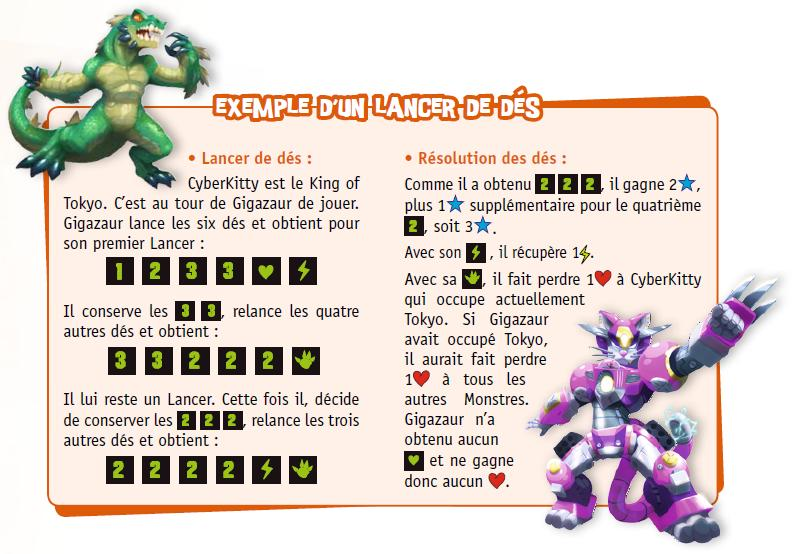 EXEMPLE D'UN LANCER DE DÉS
• Lancer de dés :
CyberKitty est le King of
Tokyo. C'est au tour de Gigazaur de jouer.
Gigazaur lance les six dés et obtient pour
son premier Lancer :
1 2 3 3 ♥ ⚡
Il conserve les 3 3, relance les quatre
autres dés et obtient :
3 3 2 2 2
Il lui reste un Lancer. Cette fois il, décide
de conserver les 2 2 2, relance les trois
autres dés et obtient :
2 2 2 2 ⚡
• Résolution des dés :
Comme il a obtenu 2 2 2, il gagne 2★,
plus 1★ supplémentaire pour le quatrième
2, soit 3★.
Avec son ⚡, il récupère 1⚡.
Avec sa , il fait perdre 1♥ à CyberKitty
qui occupe actuellement
Tokyo. Si Gigazaur
avait occupé Tokyo,
il aurait fait perdre
1♥ à tous les
autres Monstres.
Gigazaur n'a
obtenu aucun
♥ et ne gagne
donc aucun ♥.